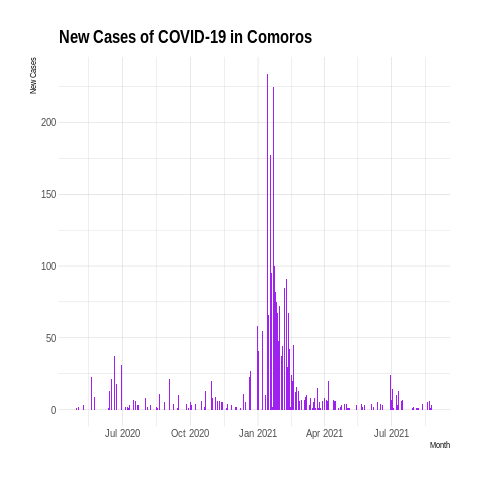 New Cases of COVID-19 in Comoros
New Cases
200
150
100
50
0
Jul 2020 Oct 2020 Jan 2021 Apr 2021 Jul 2021
Month